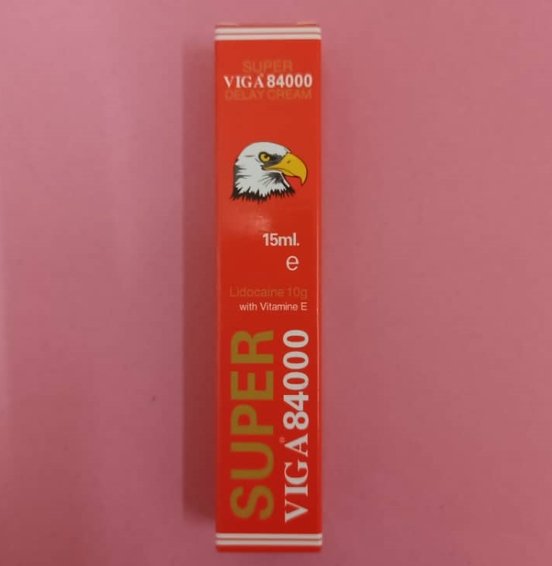 SUPER
VIGA® 84000
DELAY CREAM
15ml.
e
Lidocaine 10g
with Vitamine E
SUPER
VIGA® 84000